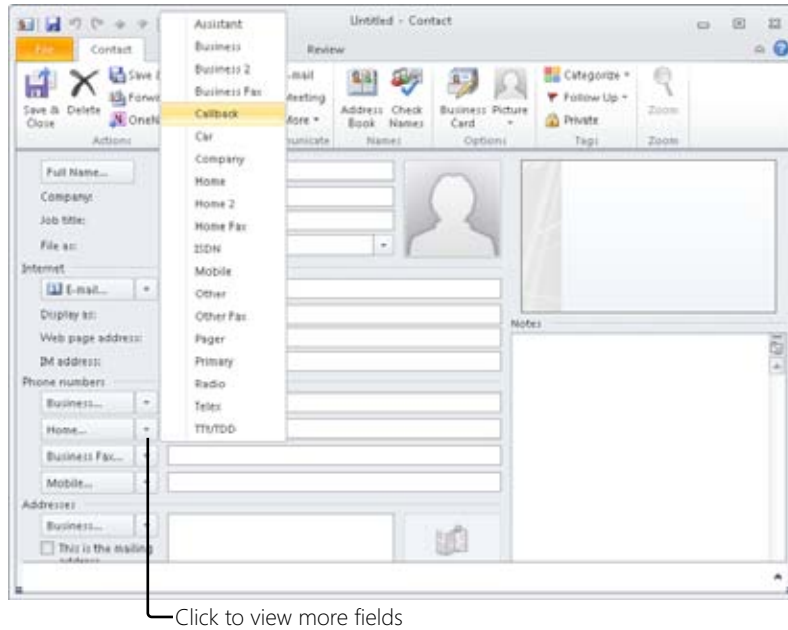 Untitled - Contact
File
Contact
Review
Save &
Save & Close
Delete
Forwa
OneN
Actions
-mail
Meeting
More
municate
Address Book
Check Names
Names
Business Card
Picture
Options
Categorize
Follow Up
Private
Tags
Zoom
Zoom
Assistant
Business
Business 2
Business Fax
Callback
Car
Company
Home
Home 2
Home Fax
ISDN
Mobile
Other
Other Fax
Pager
Primary
Radio
Telex
TTY/TDD
Full Name...
Company:
Job title:
File as:
Internet
E-mail...
Display as:
Web page address:
IM address:
Phone numbers
Business...
Home...
Business Fax...
Mobile...
Addresses
Business...
This is the mailing
address
Notes
Click to view more fields